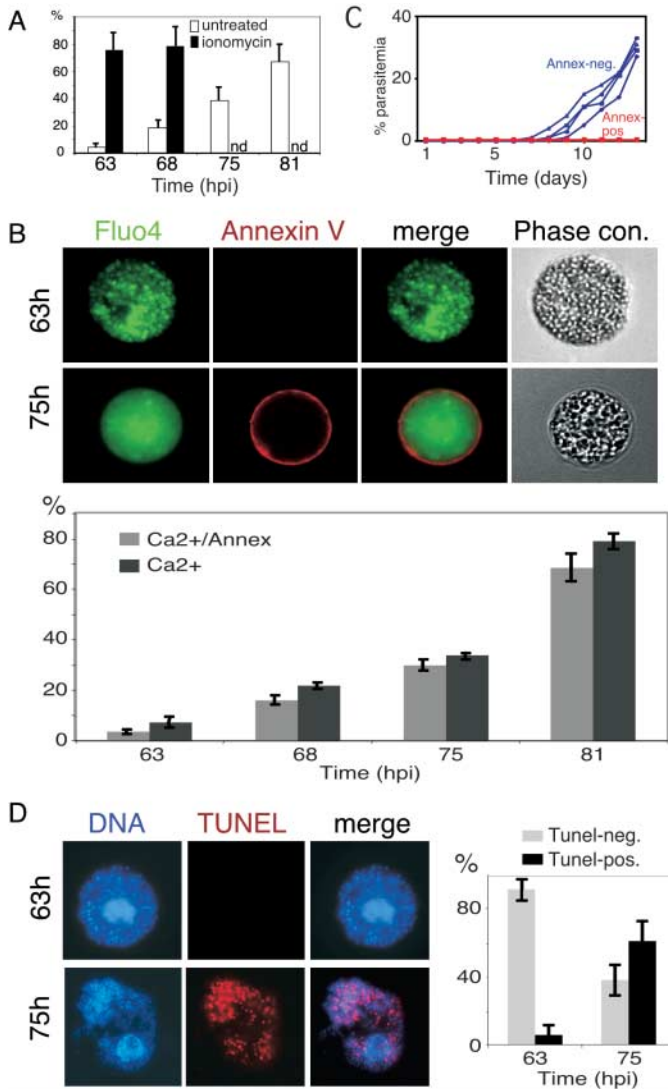 A
%
untreated
ionomycin
80
60
40
20
0
nd
nd
63
68
75
81
Time (hpi)
C
% parasitemia
40
20
0
Annex-neg.
Annex-
pos
1
5
10
Time (days)
B
Fluo4
Annexin V
merge
Phase con.
63h
75h
%
Ca2+/Annex
Ca2+
80
60
40
20
0
63
68
75
81
Time (hpi)
D
DNA
TUNEL
merge
63h
75h
Tunel-neg.
Tunel-pos.
%
80
40
0
63
75
Time (hpi)